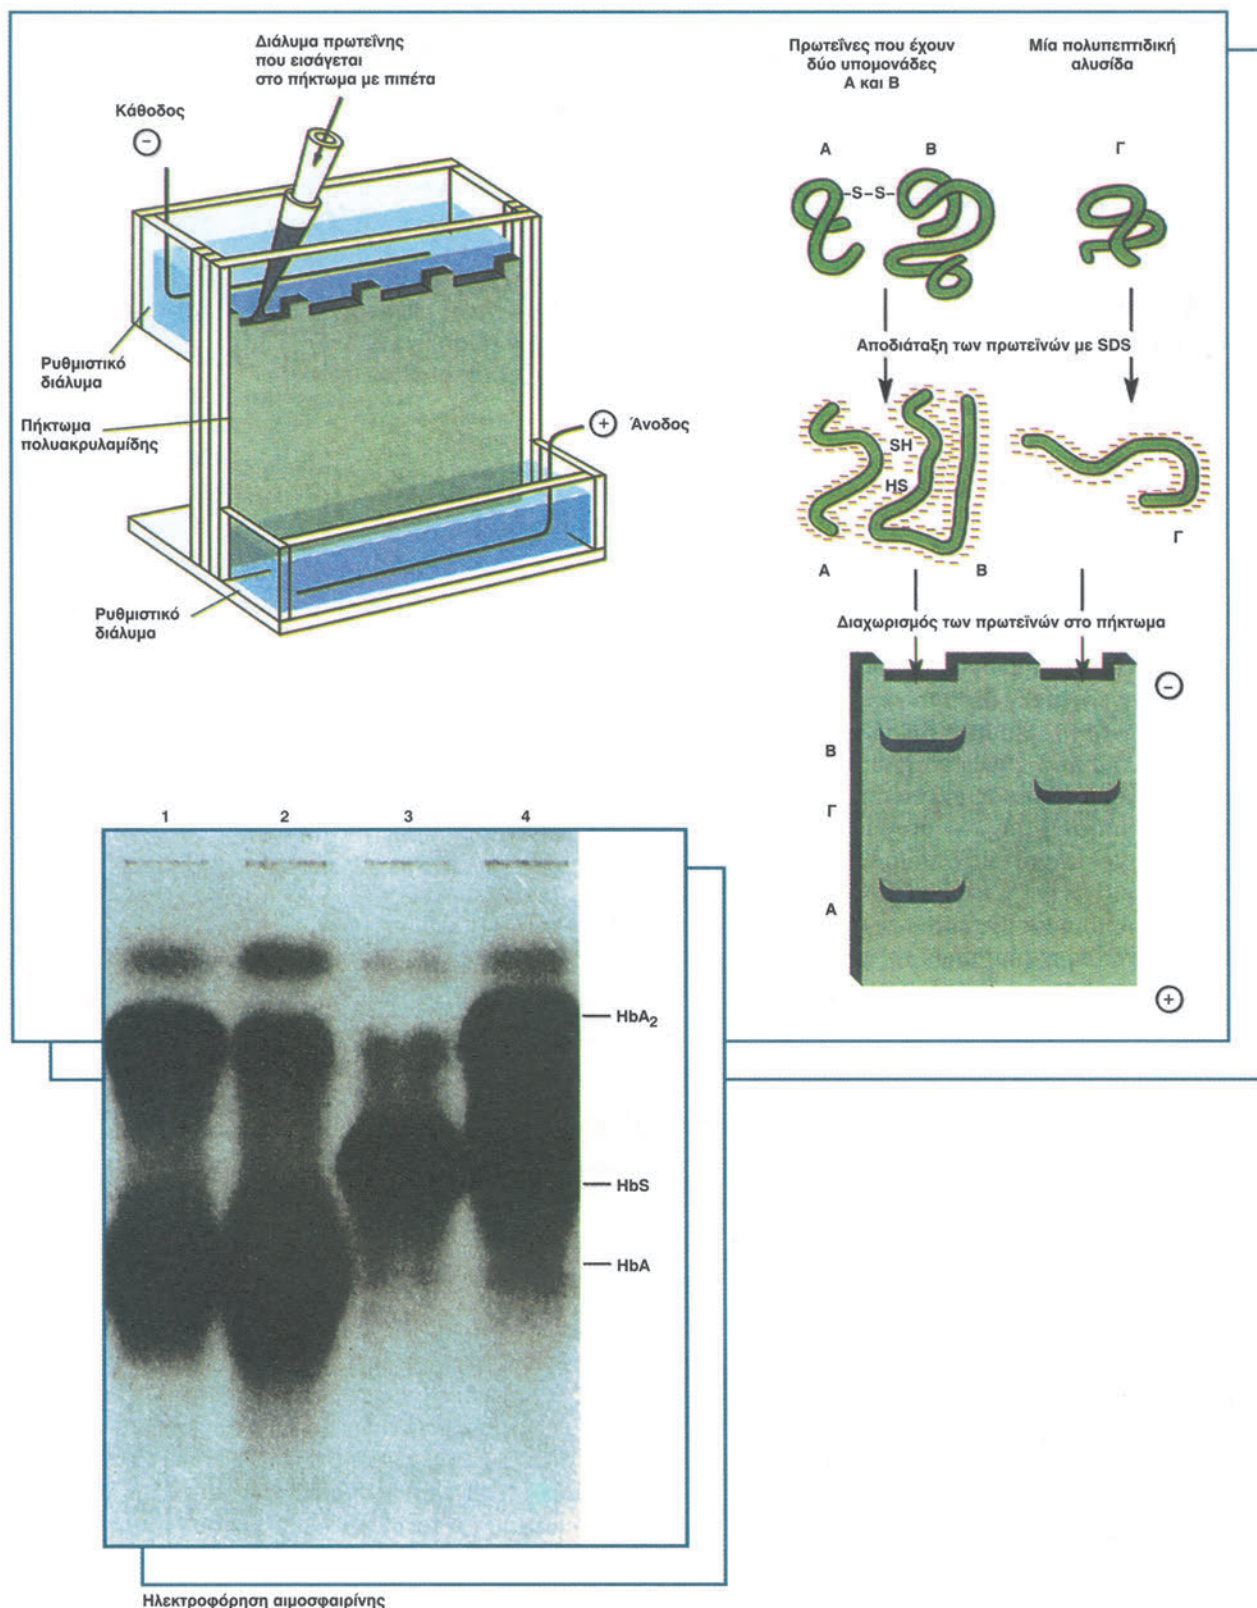 Διάλυμα πρωτεΐνης
που εισάγεται
στο πήκτωμα με πιπέτα
Κάθοδος
−
Ρυθμιστικό
διάλυμα
Πήκτωμα
πολυακρυλαμίδης
+
Άνοδος
Ρυθμιστικό
διάλυμα
Πρωτεΐνες που έχουν
δύο υπομονάδες
Α και Β
Μία πολυπεπτιδική
αλυσίδα
Α
Β
Γ
–S–S–
Αποδιάταξη των πρωτεϊνών με SDS
SH
HS
Α
Β
Γ
Διαχωρισμός των πρωτεϊνών στο πήκτωμα
−
Β
Γ
Α
+
1 2 3 4
HbA₂
HbS
HbA
Ηλεκτροφόρηση αιμοσφαιρίνης